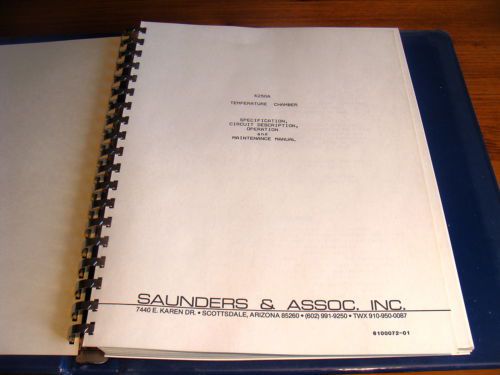 4250A
TEMPERATURE CHAMBER
SPECIFICATION,
CIRCUIT DESCRIPTION,
OPERATION
and
MAINTENANCE MANUAL
SAUNDERS & ASSOC. INC.
7440 E. KAREN DR. • SCOTTSDALE, ARIZONA 85260 • (602) 991-9250 • TWX 910-950-0087
6100072-01